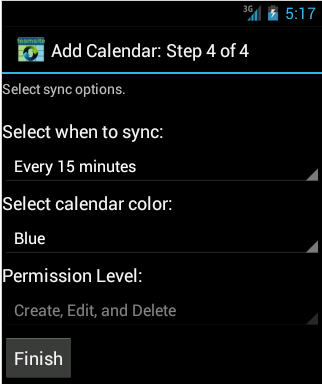 3G
5:17
teamsite
Add Calendar: Step 4 of 4
Select sync options.
Select when to sync:
Every 15 minutes
Select calendar color:
Blue
Permission Level:
Create, Edit, and Delete
Finish